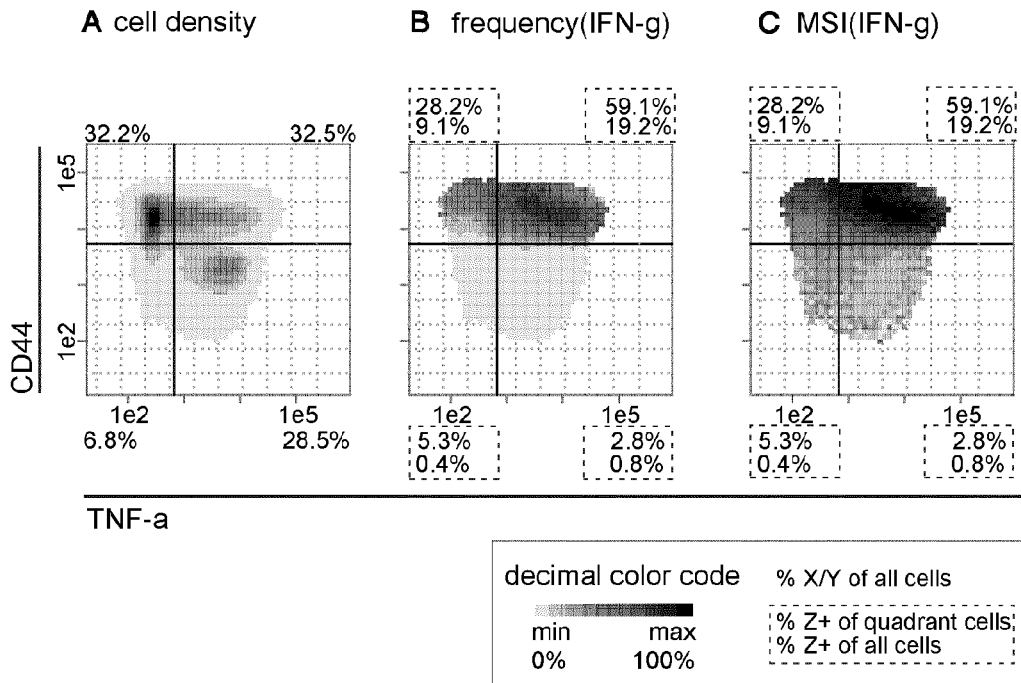 A cell density
B frequency(IFN-g)
C MSI(IFN-g)
32.2% 32.5%
28.2% 59.1%
9.1% 19.2%
28.2% 59.1%
9.1% 19.2%
CD44
1e5
1e2
1e2 1e5
6.8% 28.5%
1e2 1e5
5.3% 2.8%
0.4% 0.8%
1e2 1e5
5.3% 2.8%
0.4% 0.8%
TNF-a
decimal color code
min max
0% 100%
% X/Y of all cells
% Z+ of quadrant cells
% Z+ of all cells